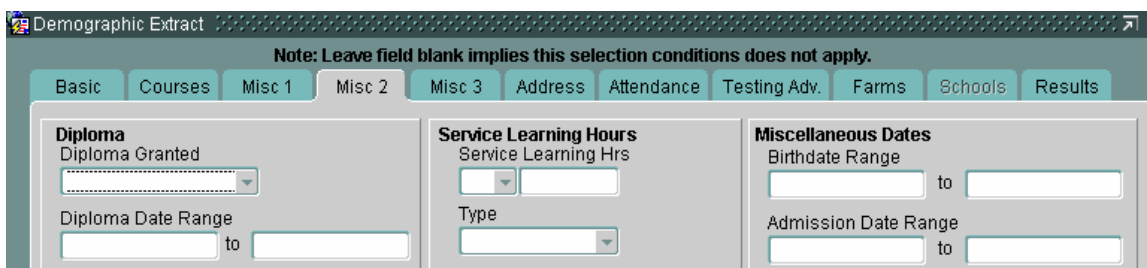 Demographic Extract
Note: Leave field blank implies this selection conditions does not apply.
Basic Courses Misc 1 Misc 2 Misc 3 Address Attendance Testing Adv. Farms Schools Results
Diploma
Diploma Granted
Diploma Date Range
to
Service Learning Hours
Service Learning Hrs
Type
Miscellaneous Dates
Birthdate Range
to
Admission Date Range
to